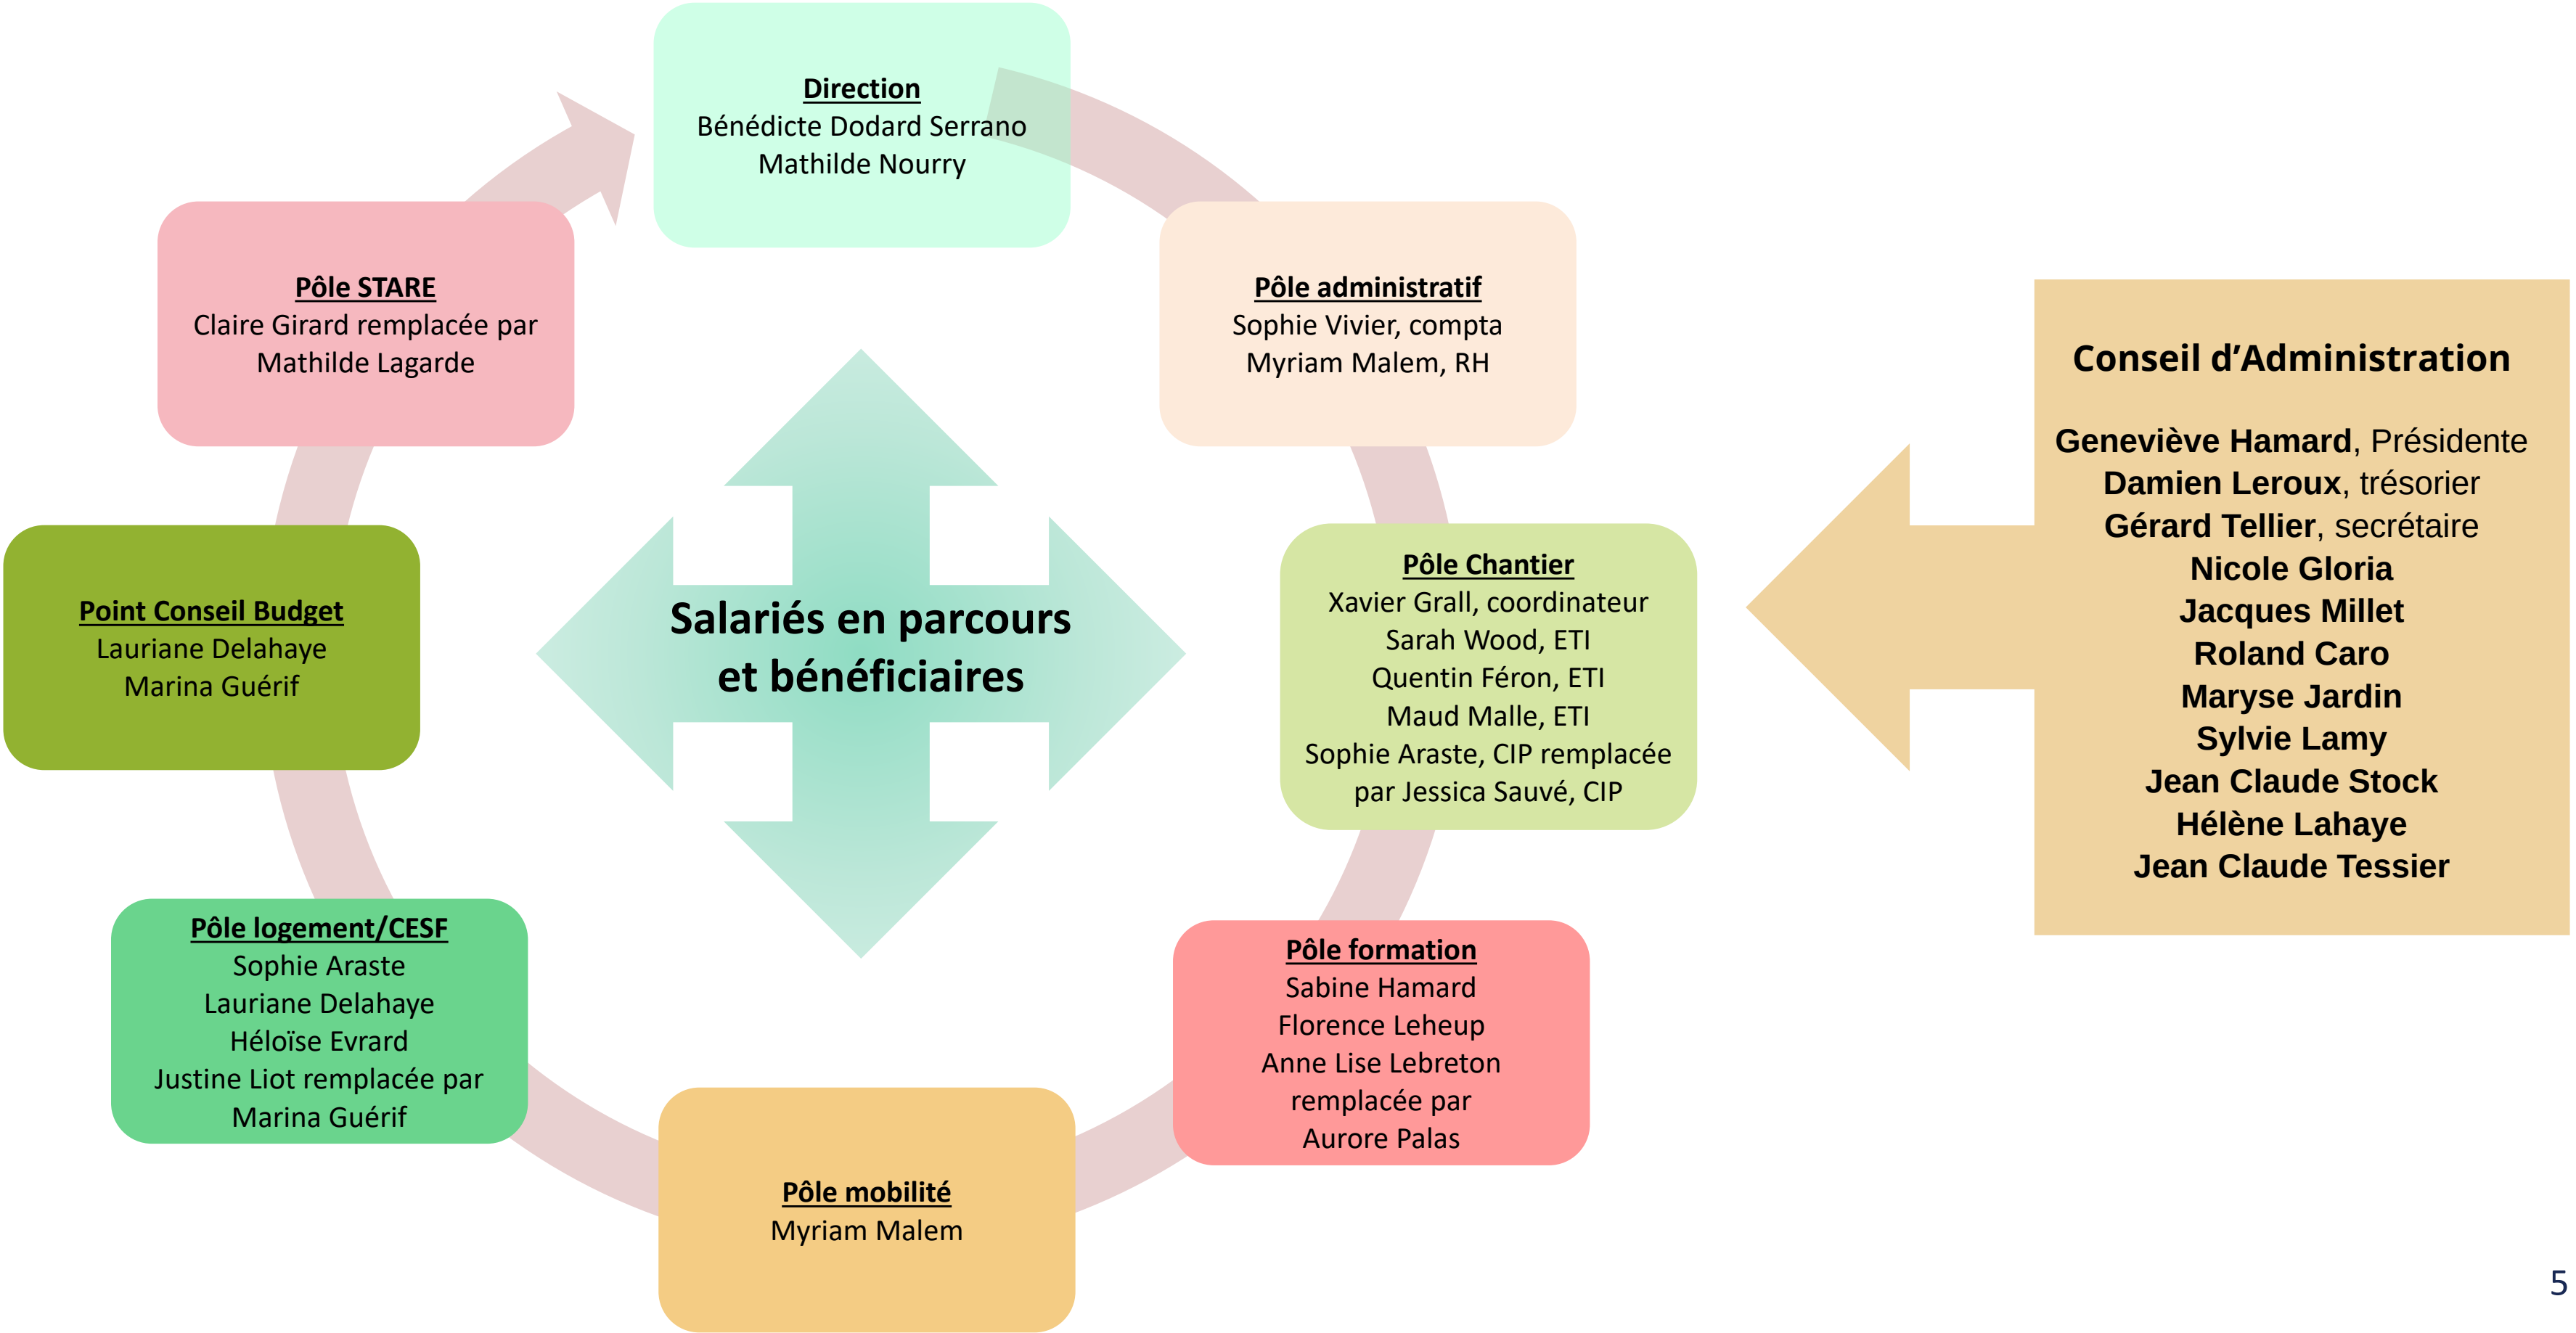 Direction
Bénédicte Dodard Serrano
Mathilde Nourry
Pôle administratif
Sophie Vivier, compta
Myriam Malem, RH
Pôle Chantier
Xavier Grall, coordinateur
Sarah Wood, ETI
Quentin Féron, ETI
Maud Malle, ETI
Sophie Araste, CIP remplacée
par Jessica Sauvé, CIP
Pôle formation
Sabine Hamard
Florence Leheup
Anne Lise Lebreton
remplacée par
Aurore Palas
Pôle mobilité
Myriam Malem
Pôle logement/CESF
Sophie Araste
Lauriane Delahaye
Héloïse Evrard
Justine Liot remplacée par
Marina Guérif
Point Conseil Budget
Lauriane Delahaye
Marina Guérif
Pôle STARE
Claire Girard remplacée par
Mathilde Lagarde
Salariés en parcours
et bénéficiaires
Conseil d’Administration
Geneviève Hamard, Présidente
Damien Leroux, trésorier
Gérard Tellier, secrétaire
Nicole Gloria
Jacques Millet
Roland Caro
Maryse Jardin
Sylvie Lamy
Jean Claude Stock
Hélène Lahaye
Jean Claude Tessier
5